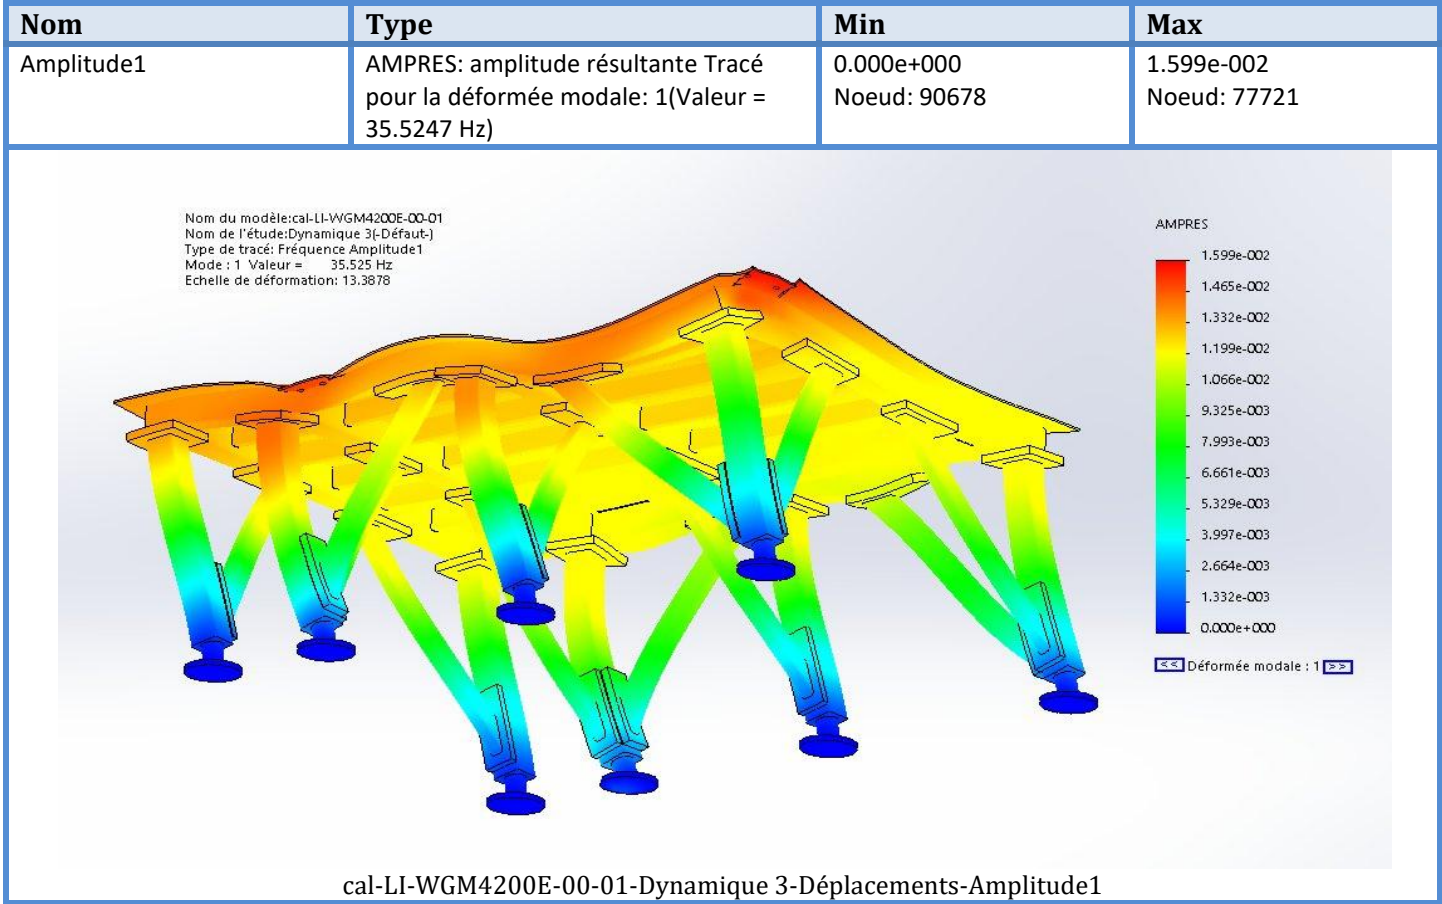 Nom Type Min Max
Amplitude1 AMPRES: amplitude résultante Tracé 0.000e+000 1.599e-002
pour la déformée modale: 1(Valeur = Noeud: 90678 Noeud: 77721
35.5247 Hz)
Nom du modèle:cal-LI-WGM4200E-00-01
Nom de l'étude:Dynamique 3(-Défaut-)
Type de tracé: Fréquence Amplitude1
Mode : 1 Valeur = 35.525 Hz
Echelle de déformation: 13.3878
AMPRES
1.599e-002
1.465e-002
1.332e-002
1.199e-002
1.066e-002
9.325e-003
7.993e-003
6.661e-003
5.329e-003
3.997e-003
2.664e-003
1.332e-003
0.000e+000
<< Déformée modale : 1 >>
cal-LI-WGM4200E-00-01-Dynamique 3-Déplacements-Amplitude1